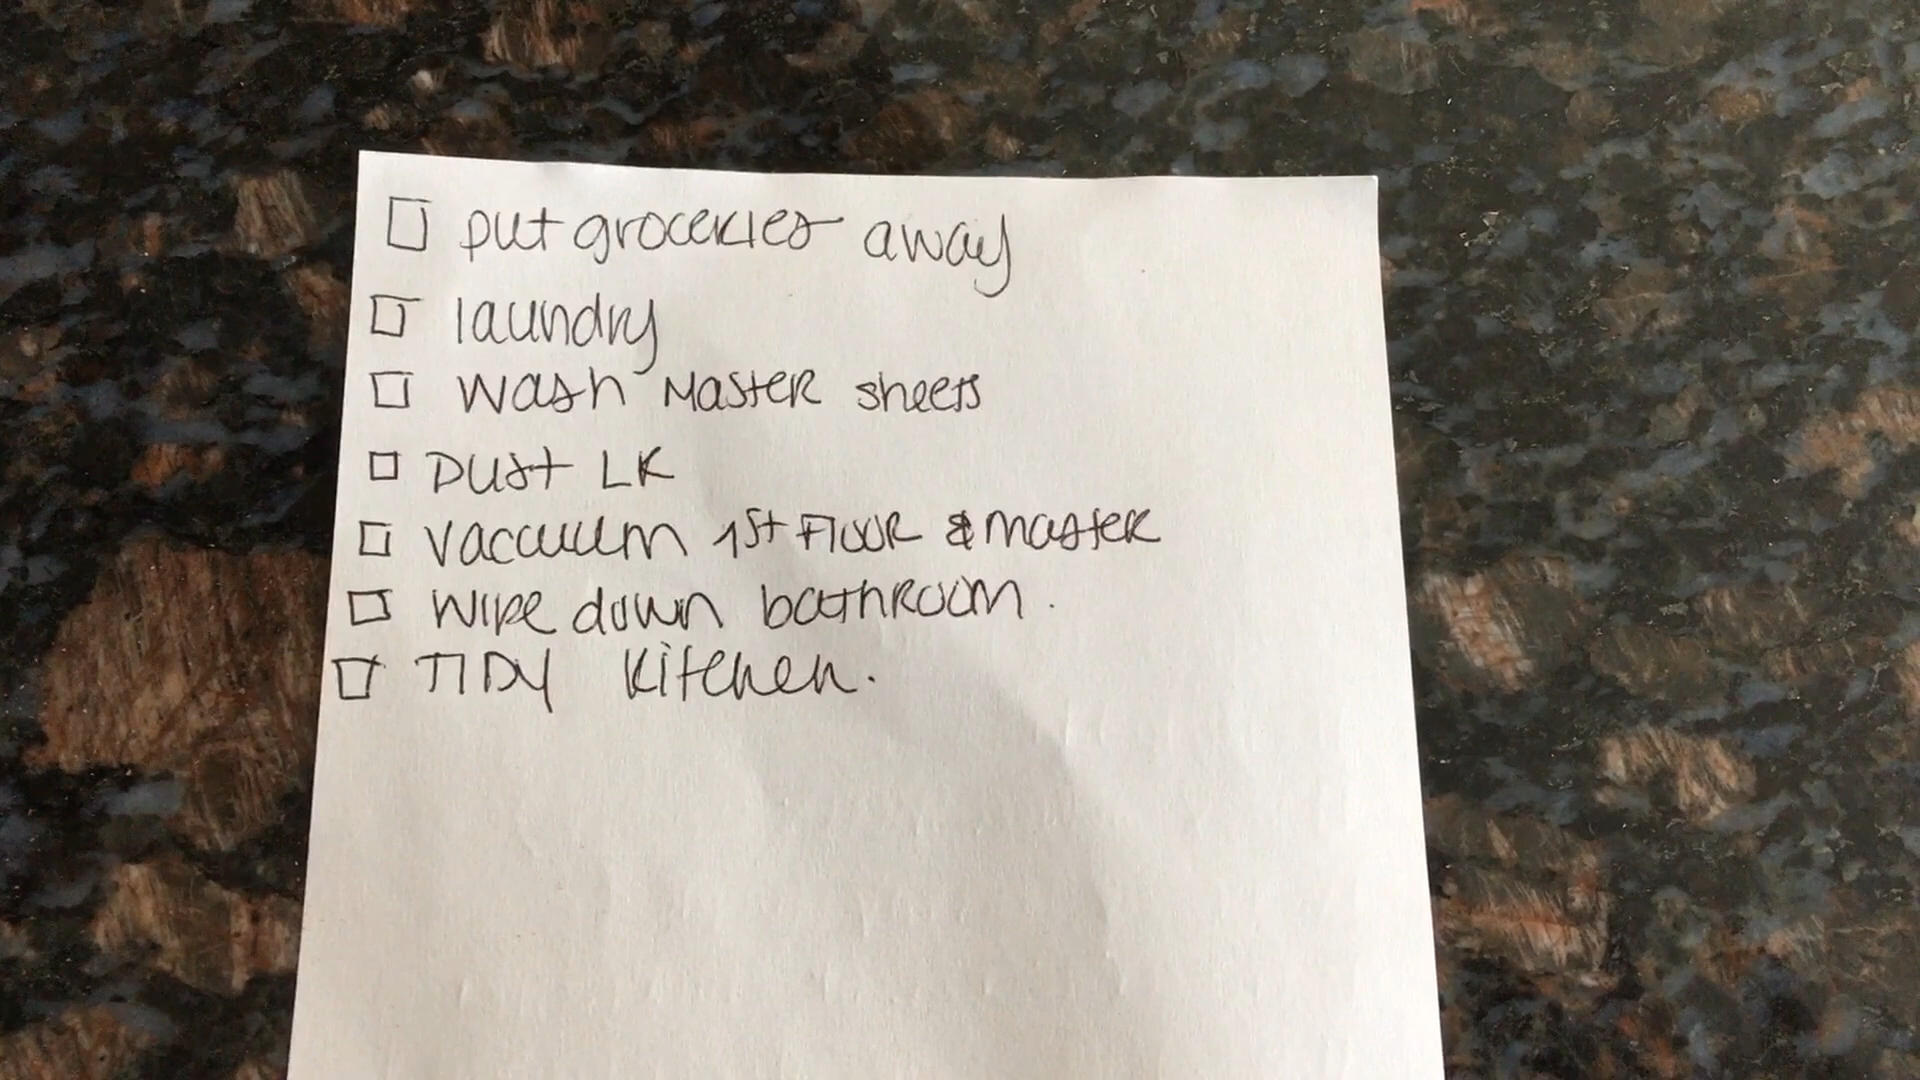 put groceries away
laundry
wash Master sheets
Dust LK
vaccuum 1st Floor & master
wipe down bathroom.
TIDY kitchen.